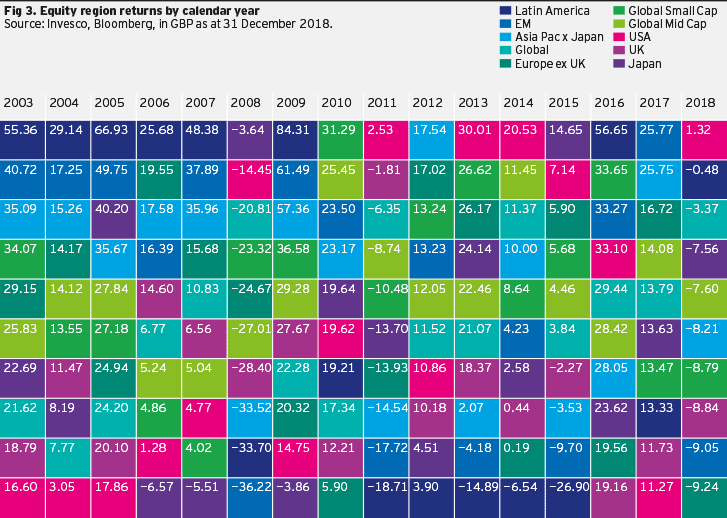 Fig 3. Equity region returns by calendar year
Source: Invesco, Bloomberg, in GBP as at 31 December 2018.
Latin America Global Small Cap
EM Global Mid Cap
Asia Pac x Japan USA
Global UK
Europe ex UK Japan
2003 2004 2005 2006 2007 2008 2009 2010 2011 2012 2013 2014 2015 2016 2017 2018
55.36 29.14 66.93 25.68 48.38 −3.64 84.31 31.29 2.53 17.54 30.01 20.53 14.65 56.65 25.77 1.32
40.72 17.25 49.75 19.55 37.89 −14.45 61.49 25.45 −1.81 17.02 26.62 11.45 7.14 33.65 25.75 −0.48
35.09 15.26 40.20 17.58 35.96 −20.81 57.36 23.50 −6.35 13.24 26.17 11.37 5.90 33.27 16.72 −3.37
34.07 14.17 35.67 16.39 15.68 −23.32 36.58 23.17 −8.74 13.23 24.14 10.00 5.68 33.10 14.08 −7.56
29.15 14.12 27.84 14.60 10.83 −24.67 29.28 19.64 −10.48 12.05 22.46 8.64 4.46 29.44 13.79 −7.60
25.83 13.55 27.18 6.77 6.56 −27.01 27.67 19.62 −13.70 11.52 21.07 4.23 3.84 28.42 13.63 −8.21
22.69 11.47 24.94 5.24 5.04 −28.40 22.28 19.21 −13.93 10.86 18.37 2.58 −2.27 28.05 13.47 −8.79
21.62 8.19 24.20 4.86 4.77 −33.52 20.32 17.34 −14.54 10.18 2.07 0.44 −3.53 23.62 13.33 −8.84
18.79 7.77 20.10 1.28 4.02 −33.70 14.75 12.21 −17.72 4.51 −4.18 0.19 −9.70 19.56 11.73 −9.05
16.60 3.05 17.86 −6.57 −5.51 −36.22 −3.86 5.90 −18.71 3.90 −14.89 −6.54 −26.90 19.16 11.27 −9.24